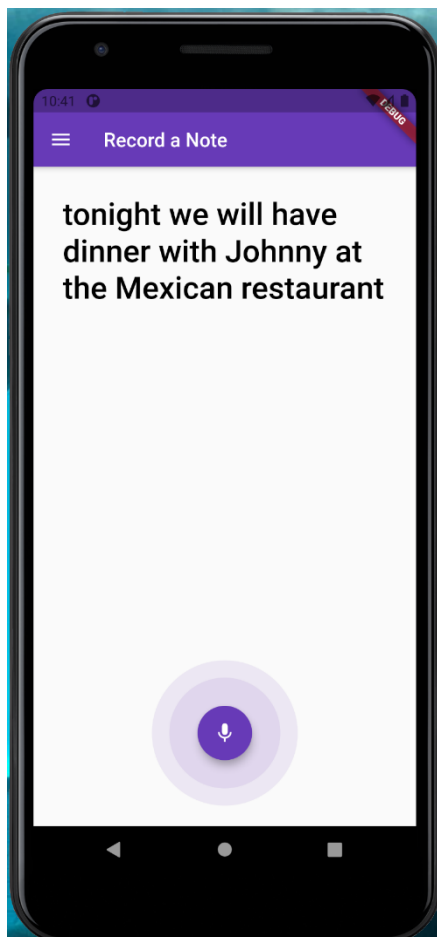 10:41
DEBUG
Record a Note
tonight we will have
dinner with Johnny at
the Mexican restaurant